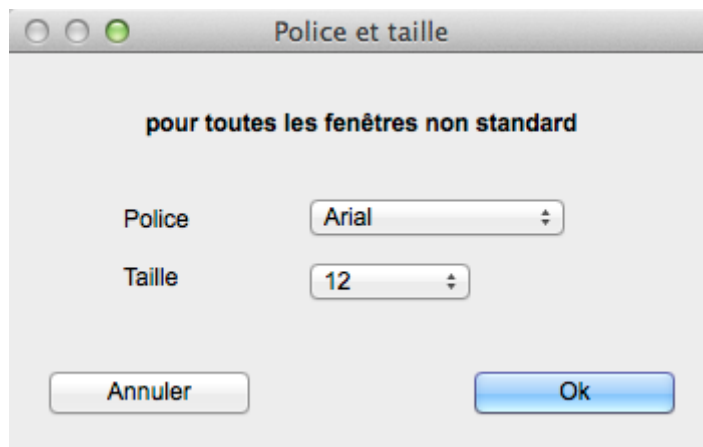 Police et taille
pour toutes les fenêtres non standard
Police Arial
Taille 12
Annuler Ok